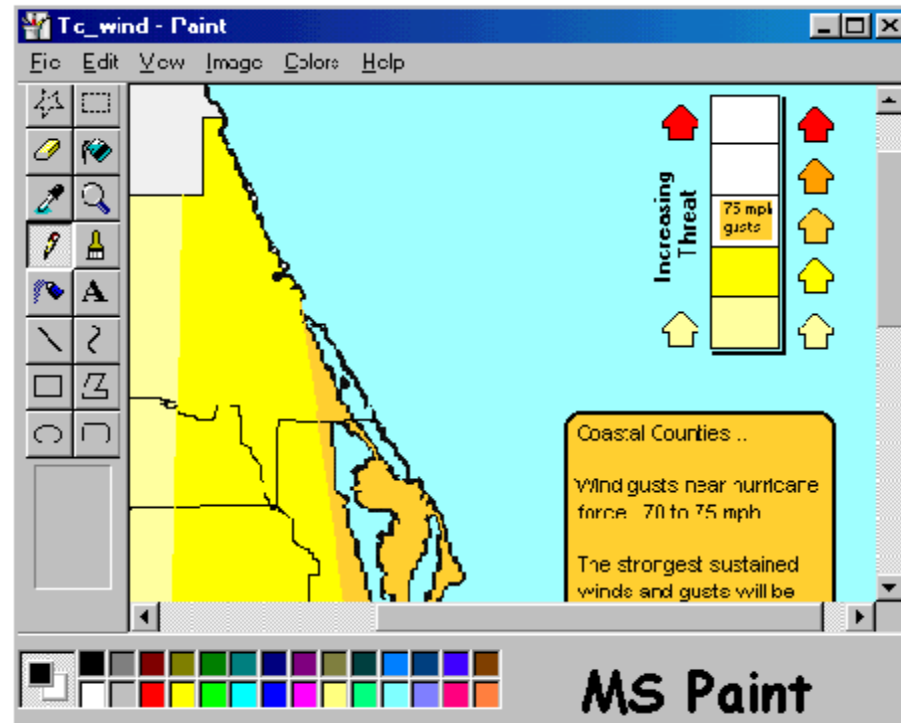 Tc_wind - Paint
File Edit View Image Colors Help
A
Increasing
Threat
75 mph
gusts
Coastal Counties ..
Wind gusts near hurricane
force 70 to 75 mph
The strongest sustained
winds and gusts will be
MS Paint